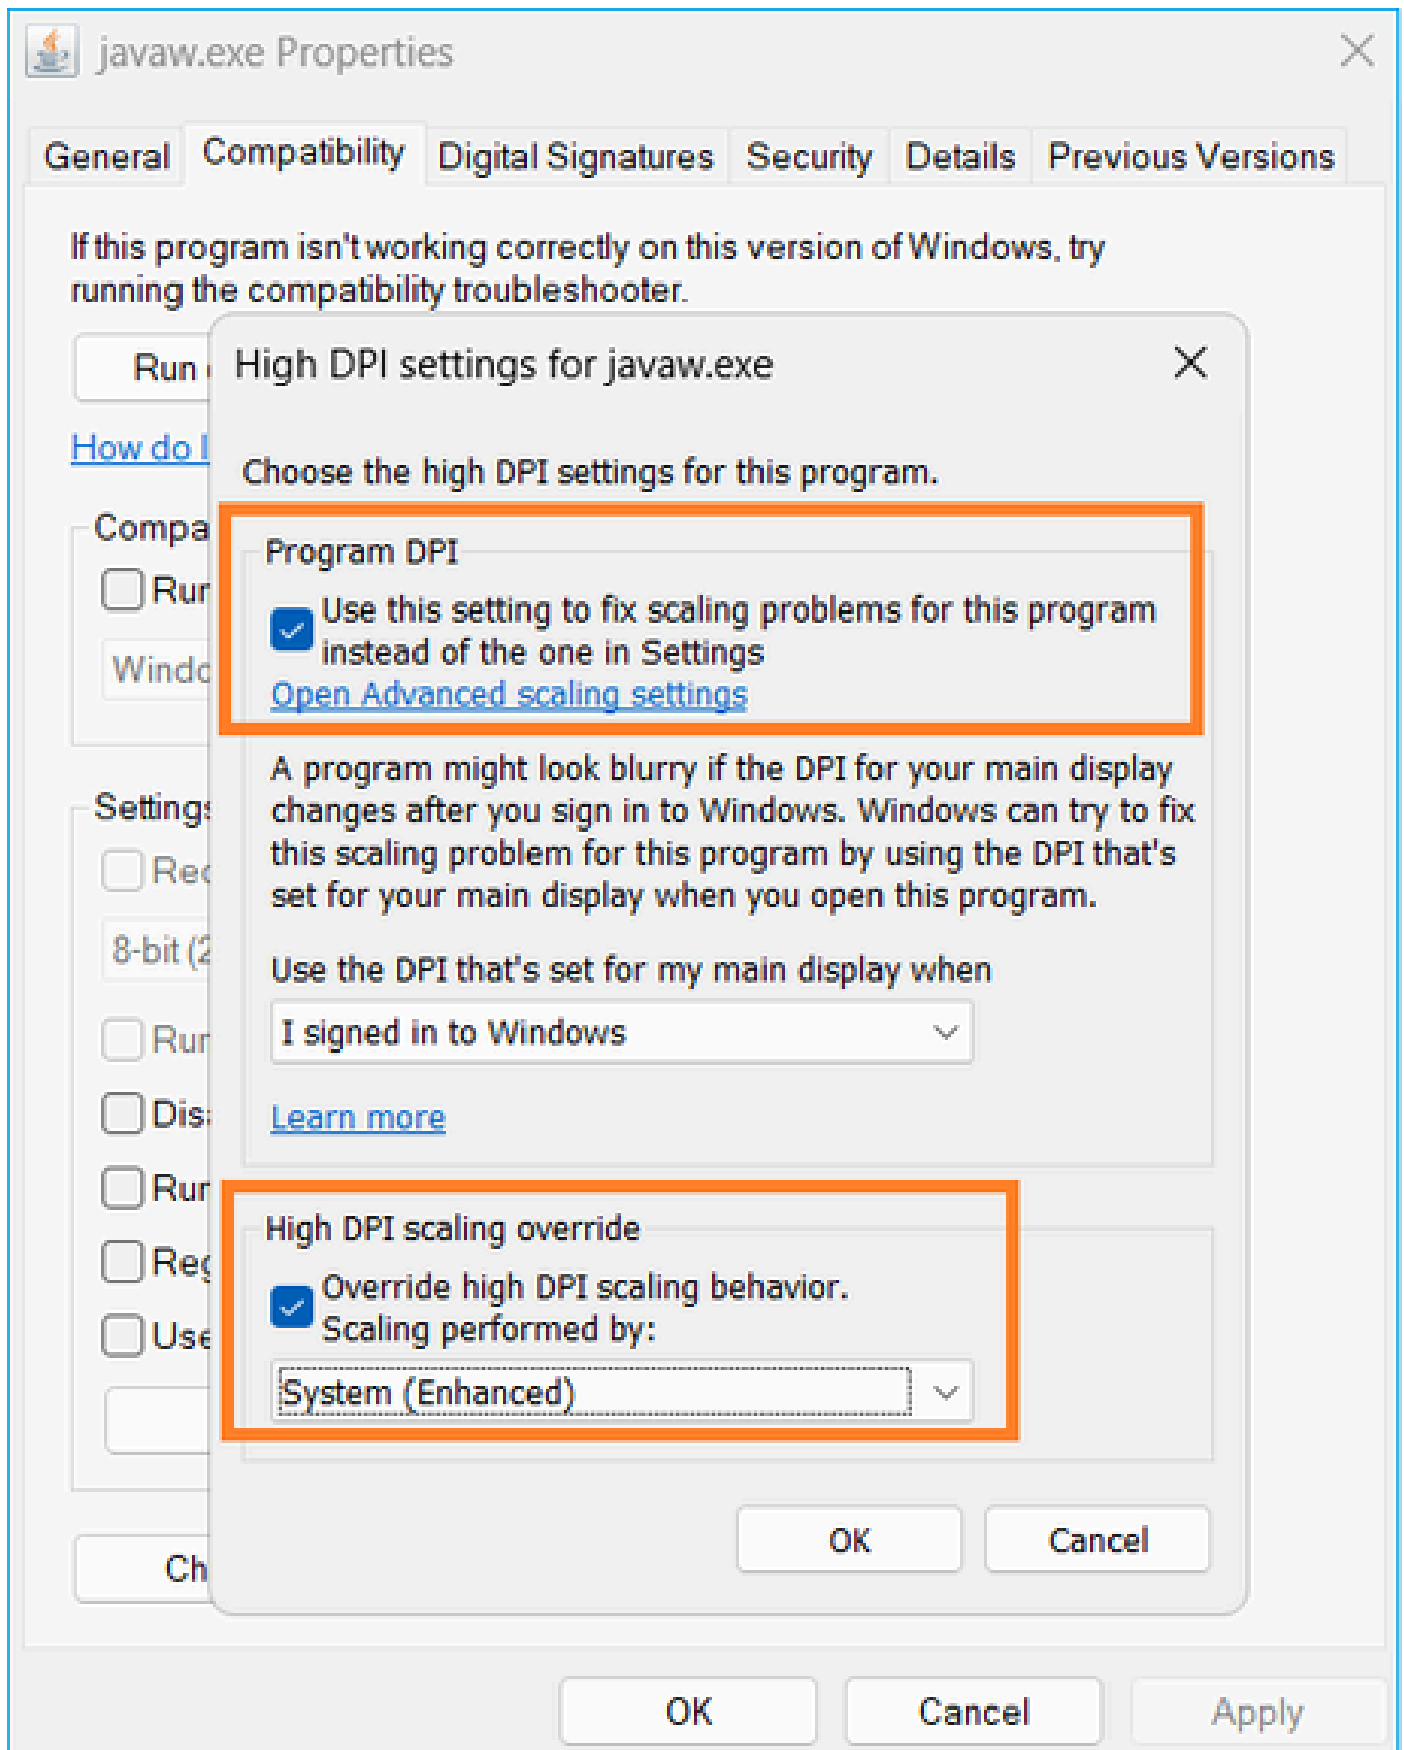 javaw.exe Properties
General Compatibility Digital Signatures Security Details Previous Versions
If this program isn't working correctly on this version of Windows, try
running the compatibility troubleshooter.
Run
How do I
High DPI settings for javaw.exe
Choose the high DPI settings for this program.
Program DPI
Use this setting to fix scaling problems for this program
instead of the one in Settings
Open Advanced scaling settings
A program might look blurry if the DPI for your main display
changes after you sign in to Windows. Windows can try to fix
this scaling problem for this program by using the DPI that's
set for your main display when you open this program.
Use the DPI that's set for my main display when
I signed in to Windows
Learn more
High DPI scaling override
Override high DPI scaling behavior.
Scaling performed by:
System (Enhanced)
OK Cancel
Compa
Run
Windo
Settings
Red
8-bit (2
Run
Disa
Run
Reg
Use
Ch
OK Cancel Apply